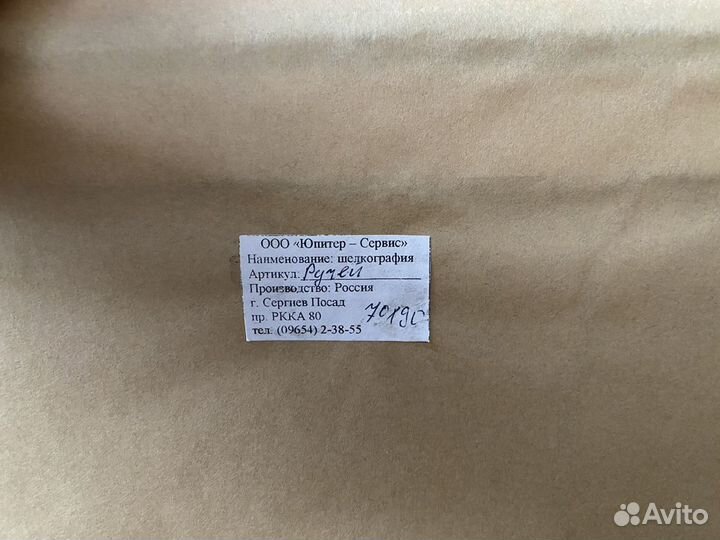 ООО «Юпитер – Сервис»
Наименование: шелкография
Артикул: Ручей
Производство: Россия
г. Сергиев Посад
пр. РККА 80
тел. (09654) 2-38-55
Avito